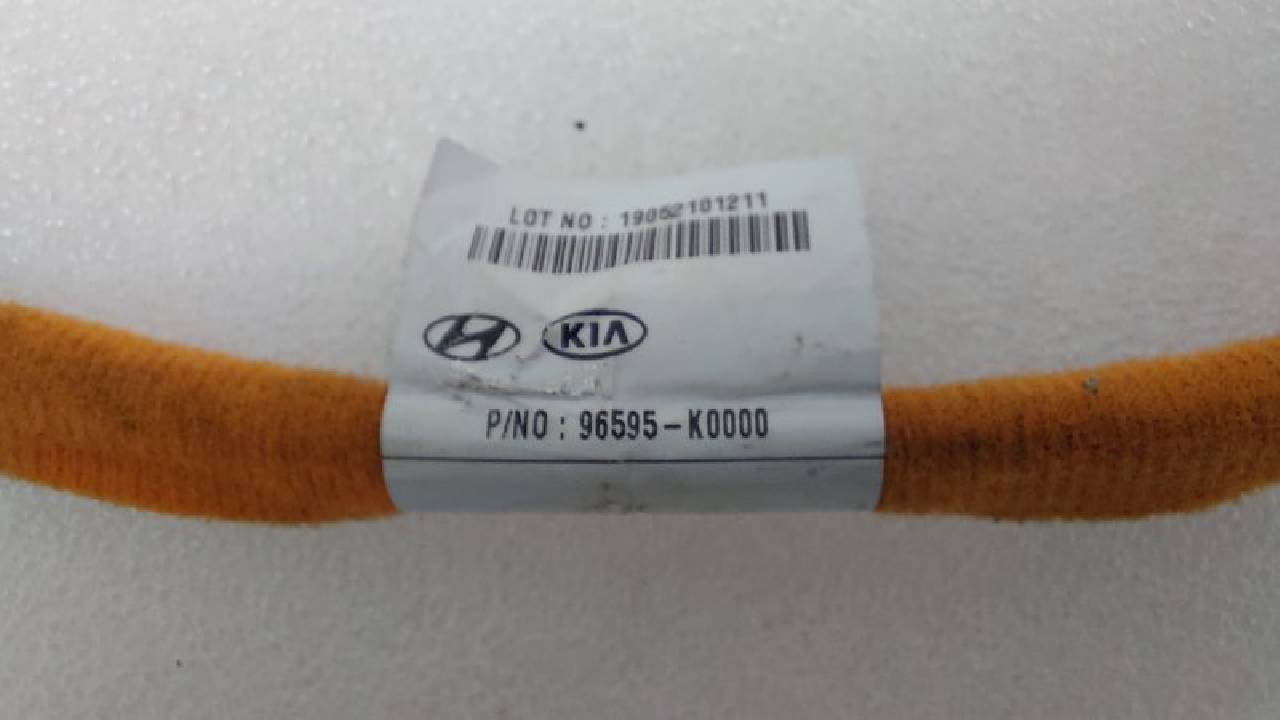 LOT NO : 19052101211
KIA
P/NO : 96595-K0000